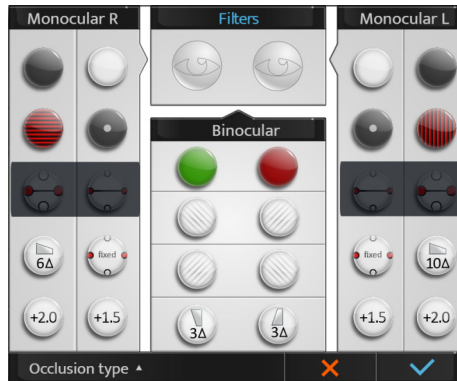 Monocular R
Filters
Monocular L
Binocular
6Δ
fixed
fixed
10Δ
+2.0
+1.5
3Δ
3Δ
+1.5
+2.0
Occlusion type